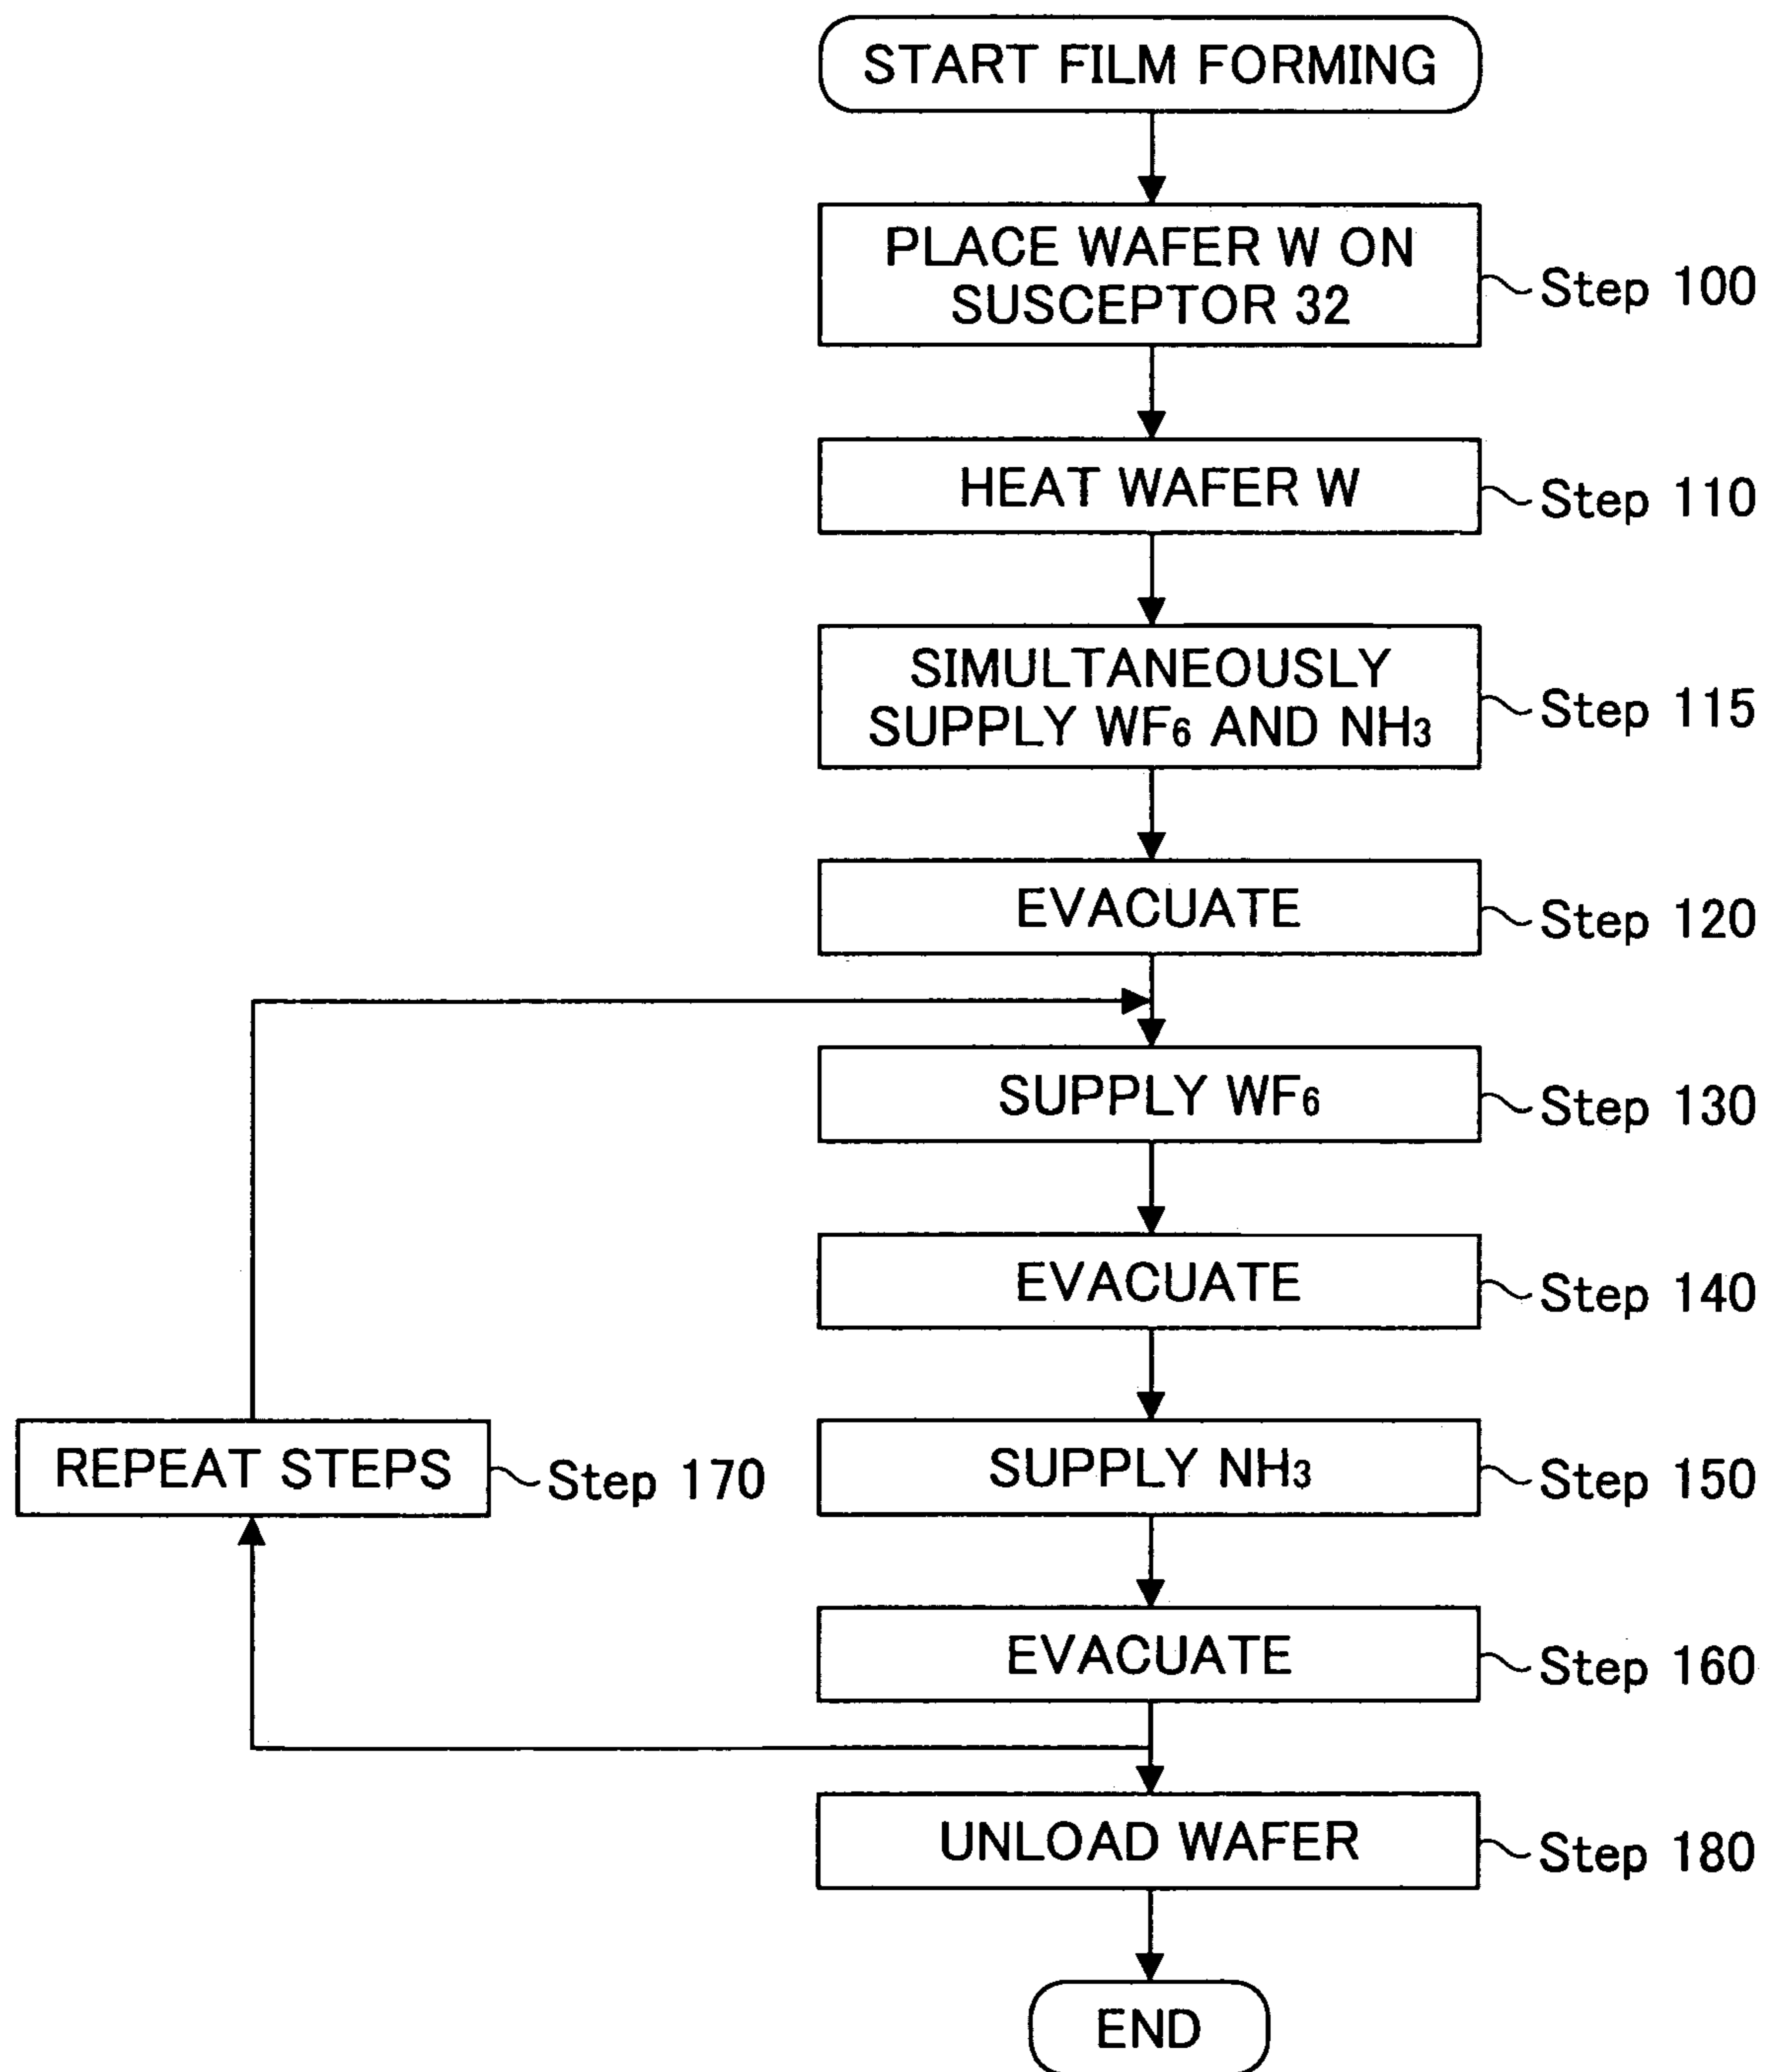 START FILM FORMING
PLACE WAFER W ON
SUSCEPTOR 32
Step 100
HEAT WAFER W
Step 110
SIMULTANEOUSLY
SUPPLY WF6 AND NH3
Step 115
EVACUATE
Step 120
SUPPLY WF6
Step 130
EVACUATE
Step 140
REPEAT STEPS
Step 170
SUPPLY NH3
Step 150
EVACUATE
Step 160
UNLOAD WAFER
Step 180
END